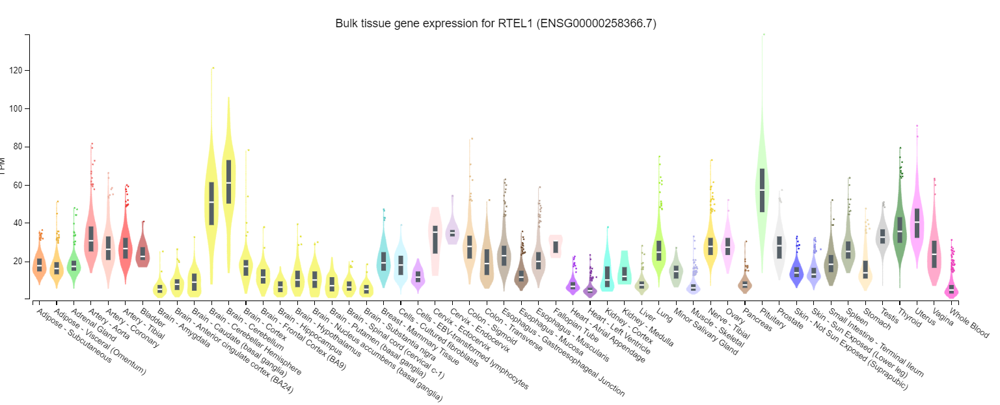 Bulk tissue gene expression for RTEL1 (ENSG00000258366.7)
120
100
80
60
40
20
TPM
Adipose - Subcutaneous
Adipose - Visceral (Omentum)
Adrenal Gland
Artery - Aorta
Artery - Coronary
Artery - Tibial
Bladder
Brain - Amygdala
Brain - Anterior cingulate cortex (BA24)
Brain - Caudate (basal ganglia)
Brain - Cerebellar Hemisphere
Brain - Cerebellum
Brain - Cortex
Brain - Frontal Cortex (BA9)
Brain - Hippocampus
Brain - Hypothalamus
Brain - Nucleus accumbens (basal ganglia)
Brain - Putamen (basal ganglia)
Brain - Spinal cord (cervical c-1)
Brain - Substantia nigra
Breast - Mammary Tissue
Cells - Cultured fibroblasts
Cells - EBV-transformed lymphocytes
Cervix - Ectocervix
Cervix - Endocervix
Colon - Sigmoid
Colon - Transverse
Esophagus - Gastroesophageal Junction
Esophagus - Mucosa
Esophagus - Muscularis
Fallopian Tube
Heart - Atrial Appendage
Heart - Left Ventricle
Kidney - Cortex
Kidney - Medulla
Liver
Lung
Minor Salivary Gland
Muscle - Skeletal
Nerve - Tibial
Ovary
Pancreas
Pituitary
Prostate
Skin - Not Sun Exposed (Suprapubic)
Skin - Sun Exposed (Lower leg)
Small Intestine - Terminal Ileum
Spleen
Stomach
Testis
Thyroid
Uterus
Vagina
Whole Blood